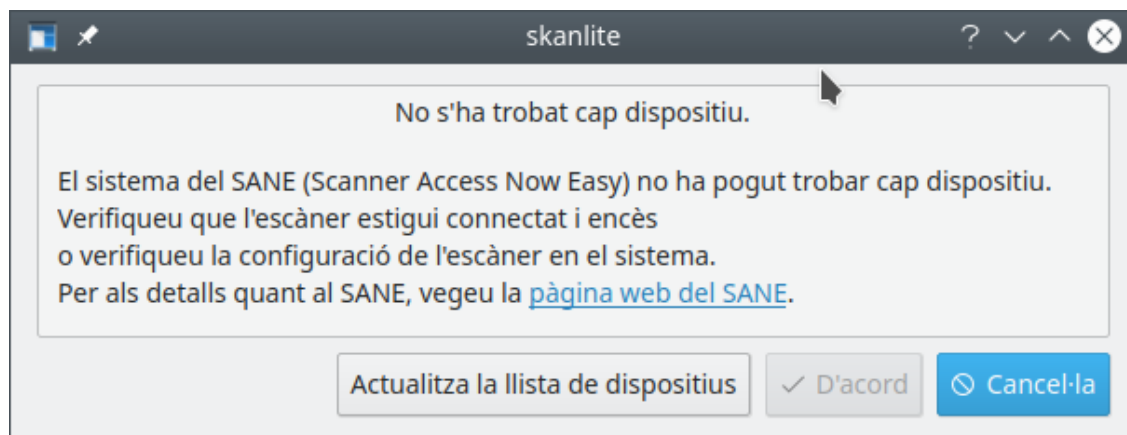 skanlite
No s'ha trobat cap dispositiu.
El sistema del SANE (Scanner Access Now Easy) no ha pogut trobar cap dispositiu.
Verifiqueu que l'escàner estigui connectat i encès
o verifiqueu la configuració de l'escàner en el sistema.
Per als detalls quant al SANE, vegeu la pàgina web del SANE.
Actualitza la llista de dispositius D'acord Cancel·la